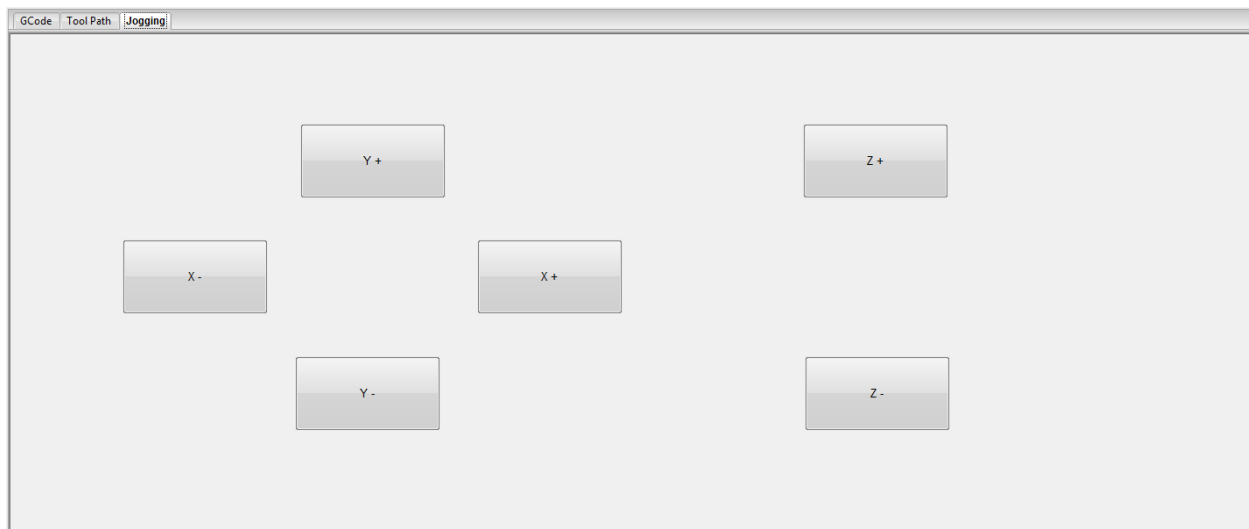 GCode Tool Path Jogging
Y +
Z +
X -
X +
Y -
Z -